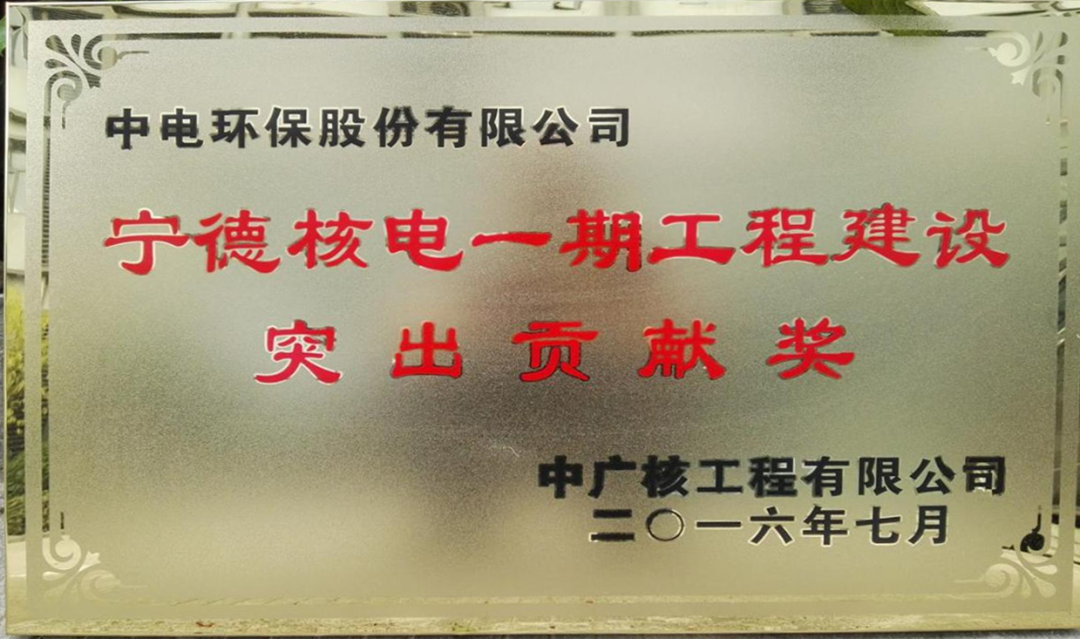 中电环保股份有限公司
宁德核电一期工程建设
突出贡献奖
中广核工程有限公司
二〇一六年七月